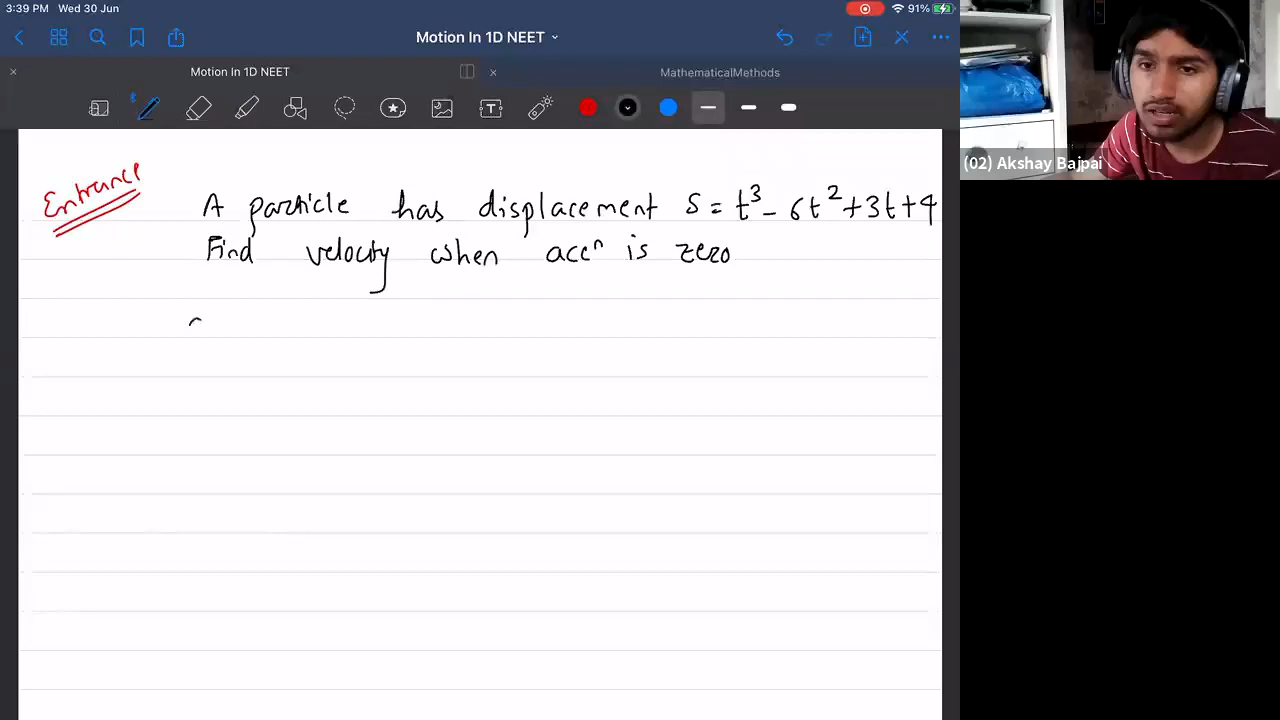 3:39 PM Wed 30 Jun
91%
Motion In 1D NEET
Motion In 1D NEET
MathematicalMethods
T
(02) Akshay Bajpai
Entrance
A particle has displacement S = t³ - 6t² + 3t + 4
Find velocity when accⁿ is zero